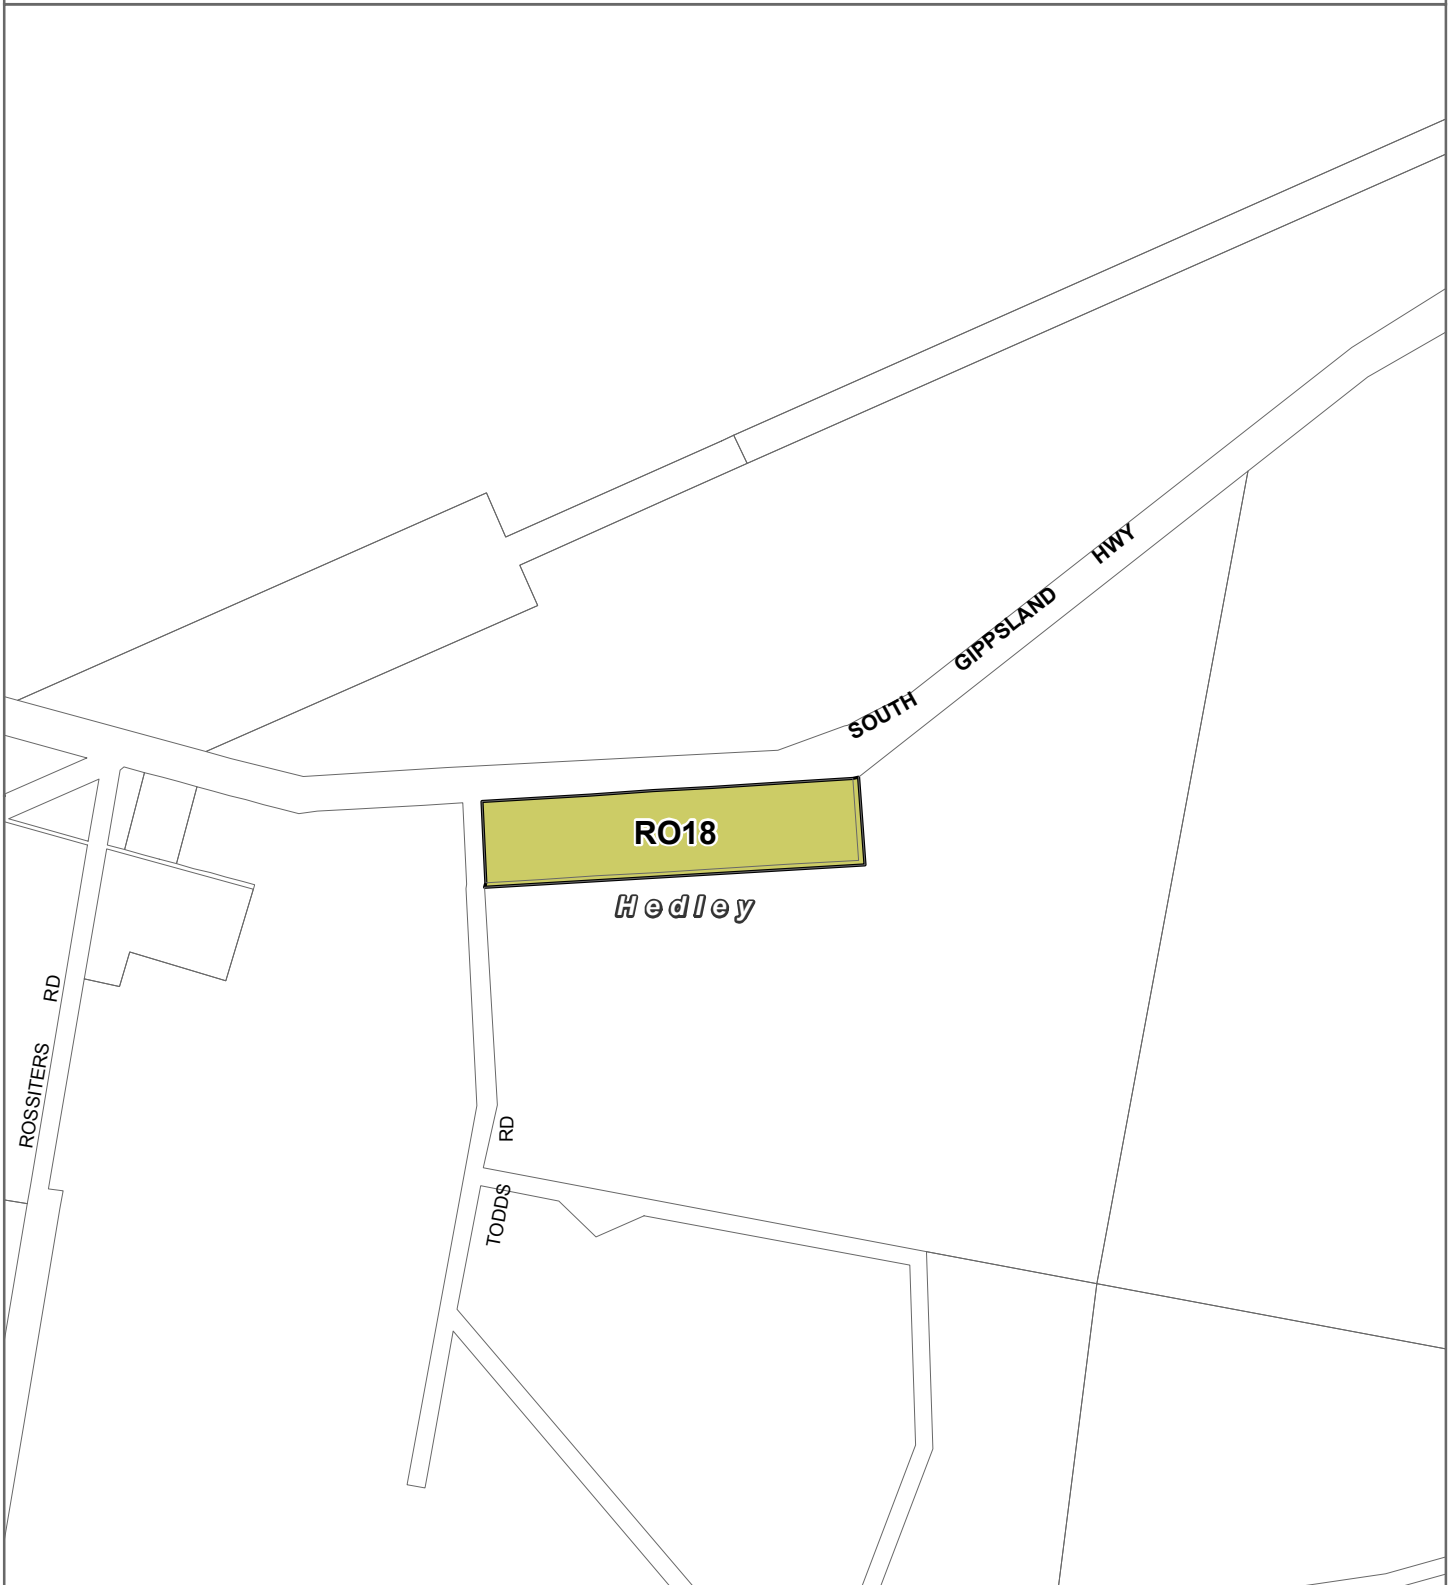 SOUTH GIPPSLAND HWY
RO18
Hedley
ROSSITERS RD
TODDS RD